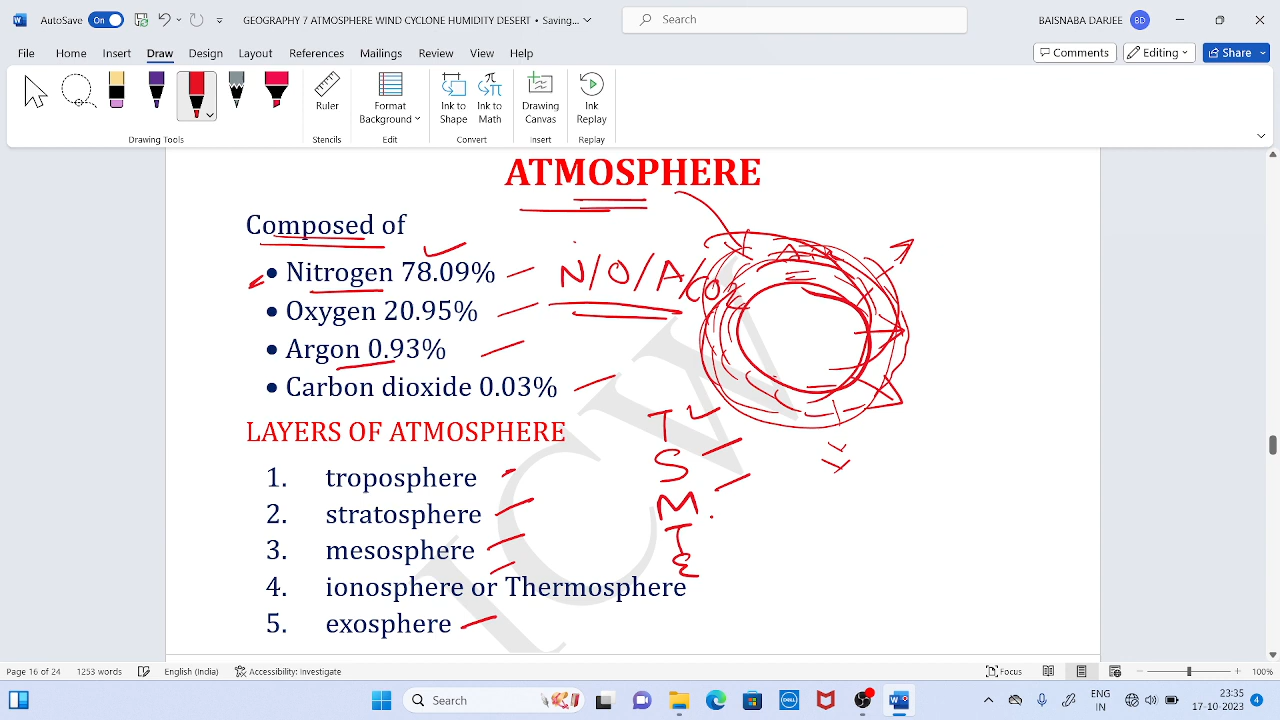 AutoSave On GEOGRAPHY 7 ATMOSPHERE WIND CYCLONE HUMIDITY DESERT • Saving... Search BAISNABA DARJEE BD
File Home Insert Draw Design Layout References Mailings Review View Help Comments Editing Share
Ruler Format Background Ink to Shape Ink to Math Drawing Canvas Ink Replay
Drawing Tools Stencils Edit Convert Insert Replay
ATMOSPHERE
Composed of
• Nitrogen 78.09%
N/O/A/CO2
• Oxygen 20.95%
• Argon 0.93%
• Carbon dioxide 0.03%
LAYERS OF ATMOSPHERE
1. troposphere
2. stratosphere
3. mesosphere
4. ionosphere or Thermosphere
5. exosphere
T
S
M
T
E
ICW
Page 16 of 24 1253 words English (India) Accessibility: Investigate Focus 100%
Search DELL ENG IN 23:35 17-10-2023 4